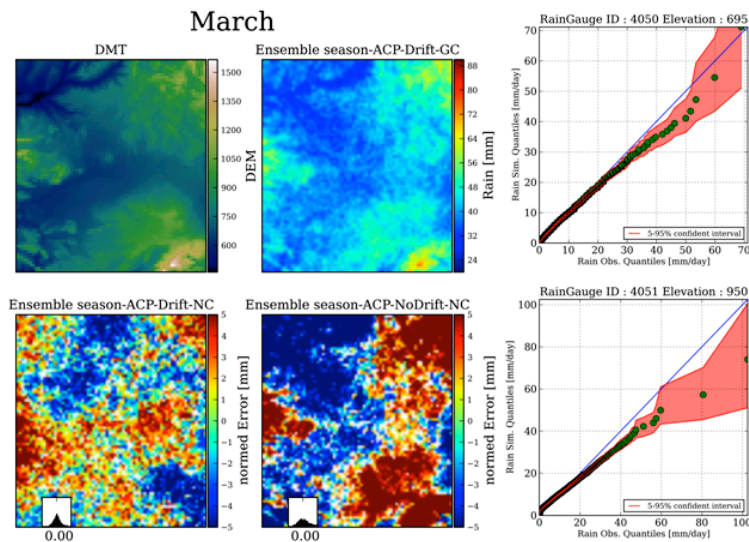 March
DMT
Ensemble season-ACP-Drift-GC
RainGauge ID : 4050 Elevation : 695
1500
1350
1200
1050
900
750
600
DEM
88
80
72
64
56
48
40
32
24
Rain [mm]
70
60
50
40
30
20
10
0
Rain Sim. Quantiles [mm/day]
5-95% confident interval
0 10 20 30 40 50 60 70
Rain Obs. Quantiles [mm/day]
Ensemble season-ACP-Drift-NC
Ensemble season-ACP-NoDrift-NC
RainGauge ID : 4051 Elevation : 950
5
4
3
2
1
0
−1
−2
−3
−4
−5
normed Error [mm]
0.00
5
4
3
2
1
0
−1
−2
−3
−4
−5
normed Error [mm]
0.00
100
80
60
40
20
0
Rain Sim. Quantiles [mm/day]
5-95% confident interval
0 20 40 60 80 100
Rain Obs. Quantiles [mm/day]